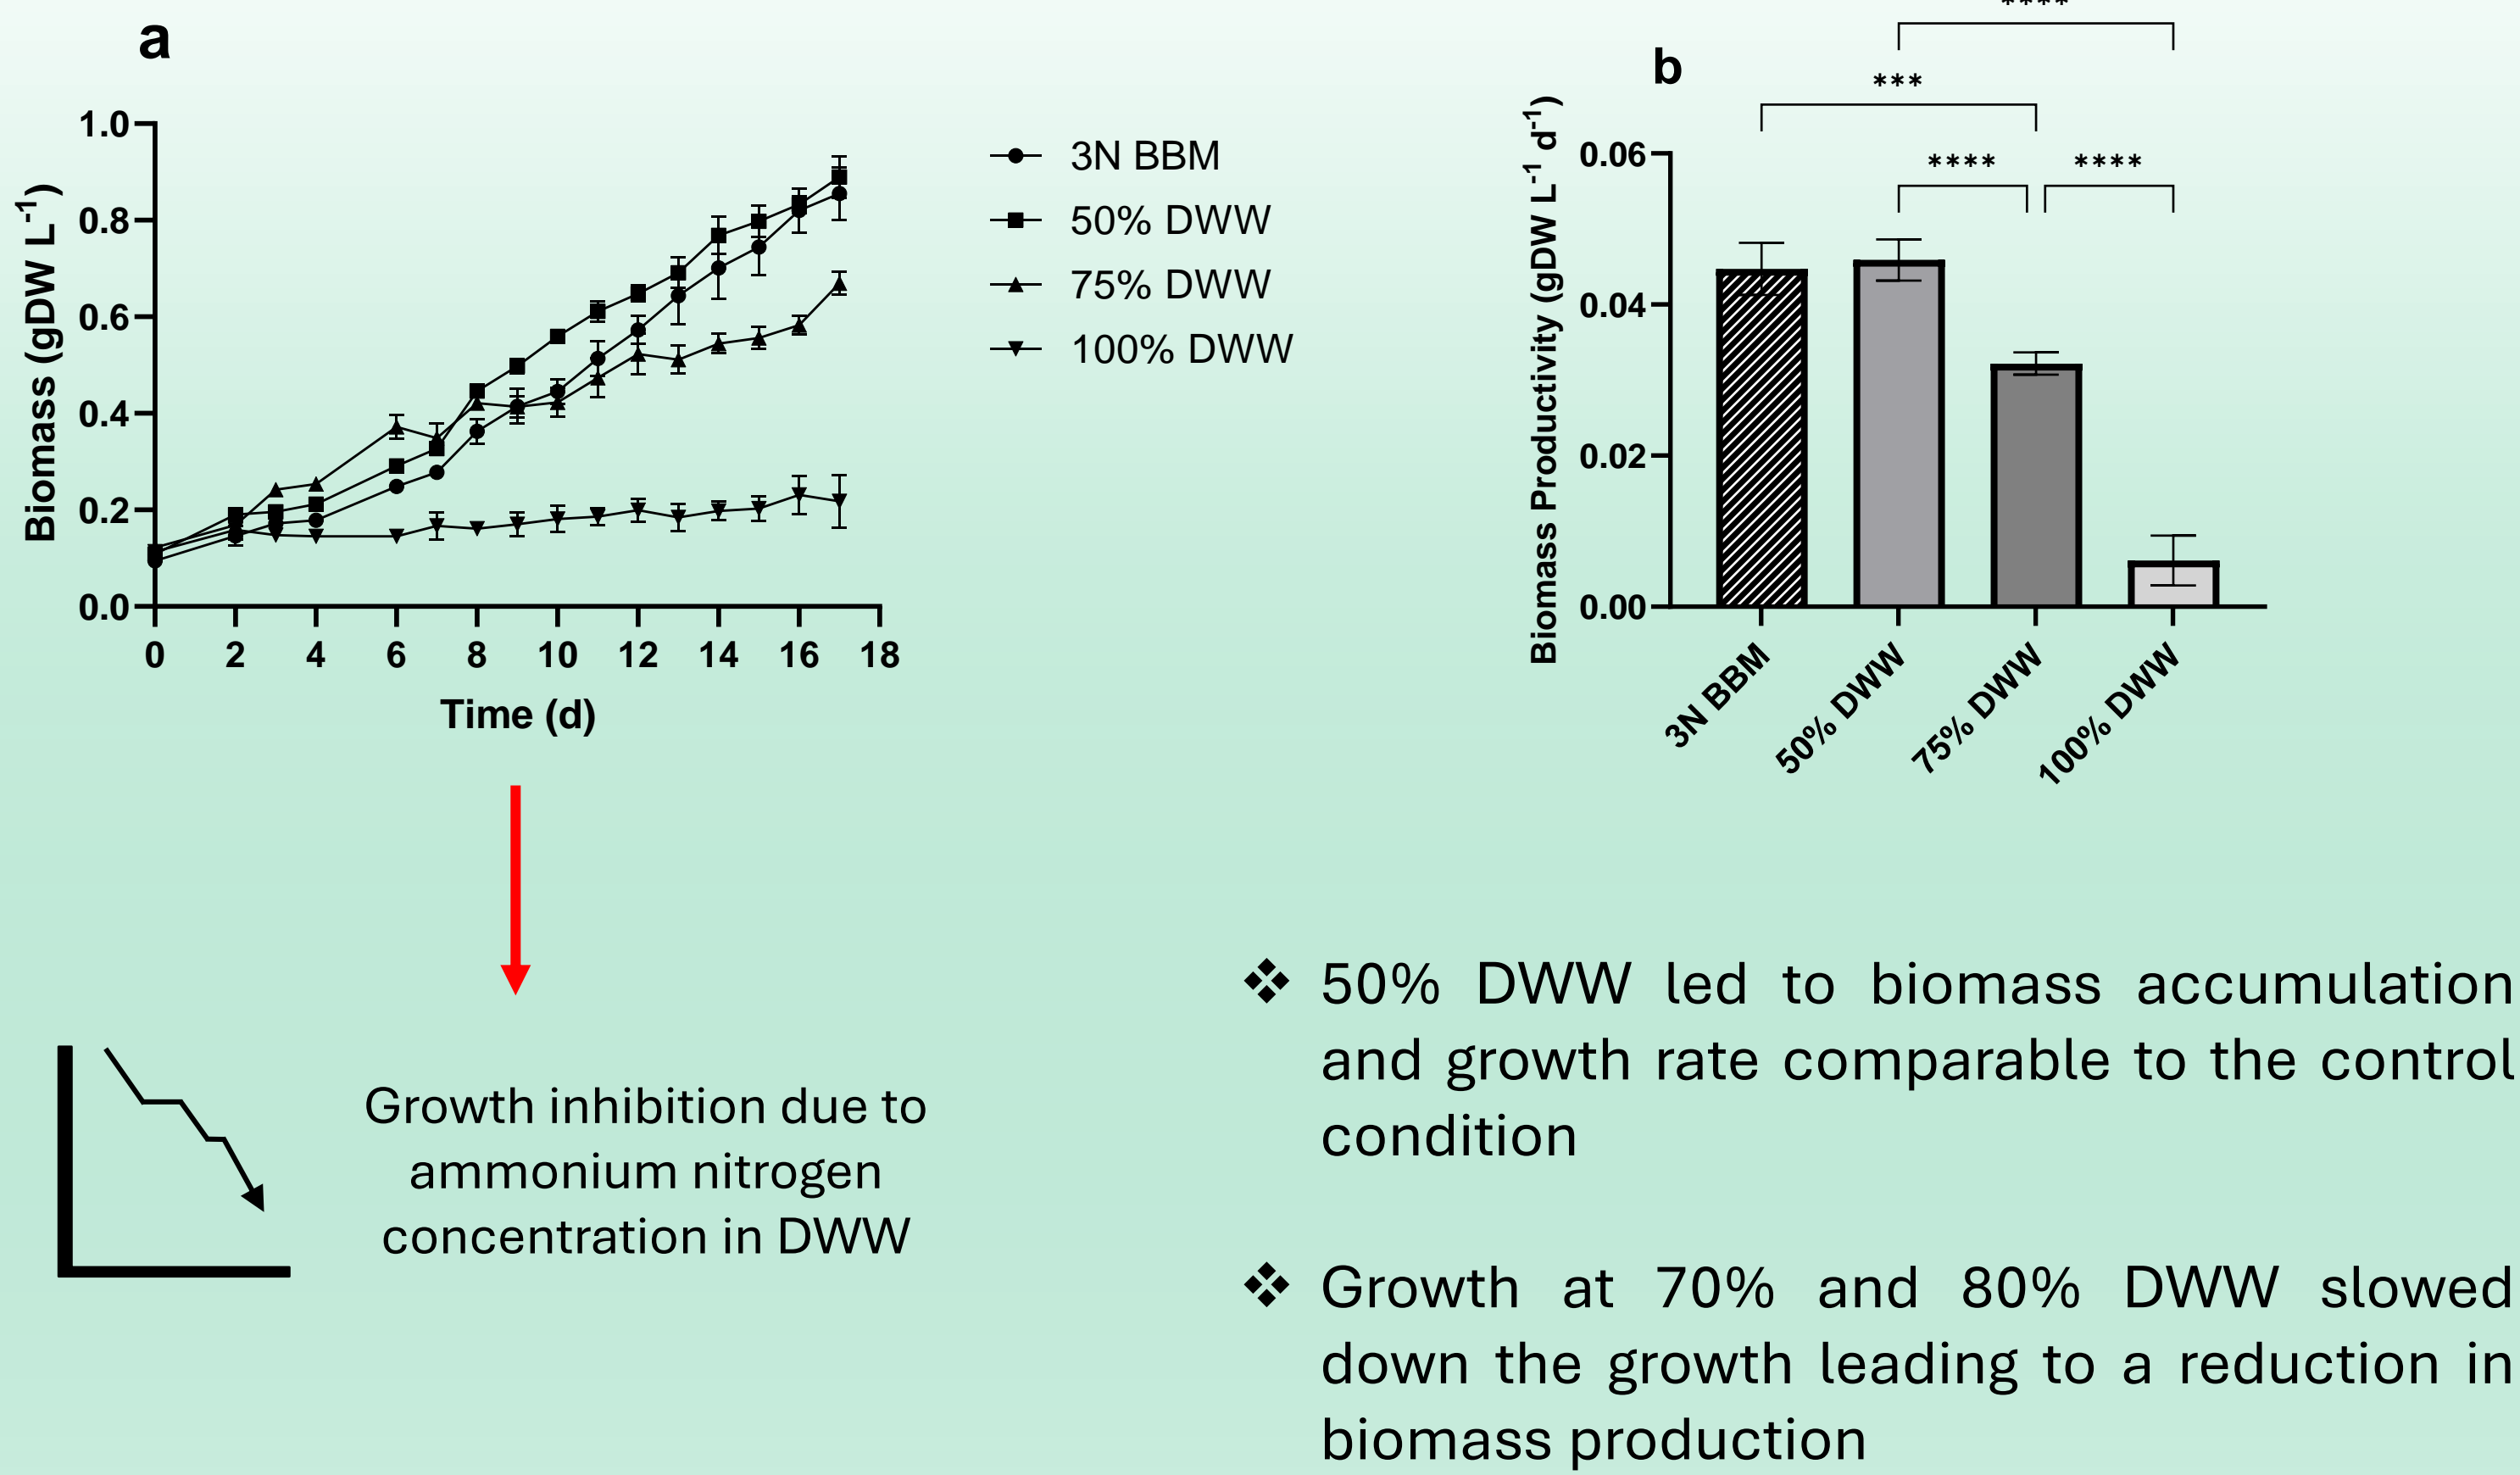 a
1.0
0.8
0.6
0.4
0.2
0.0
Biomass (gDW L⁻¹)
0 2 4 6 8 10 12 14 16 18
Time (d)
3N BBM
50% DWW
75% DWW
100% DWW
b
****
***
**** ****
Biomass Productivity (gDW L⁻¹ d⁻¹)
0.06
0.04
0.02
0.00
3N BBM
50% DWW
75% DWW
100% DWW
Growth inhibition due to
ammonium nitrogen
concentration in DWW
❖ 50% DWW led to biomass accumulation
and growth rate comparable to the control
condition
❖ Growth at 70% and 80% DWW slowed
down the growth leading to a reduction in
biomass production